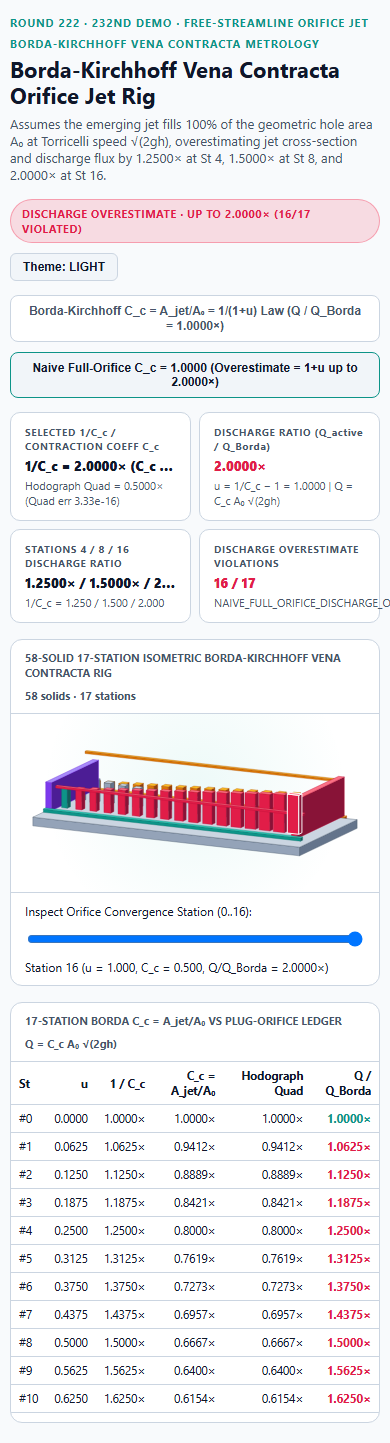 ROUND 222 · 232ND DEMO · FREE-STREAMLINE ORIFICE JET
BORDA-KIRCHHOFF VENA CONTRACTA METROLOGY
Borda-Kirchhoff Vena Contracta
Orifice Jet Rig
Assumes the emerging jet fills 100% of the geometric hole area
A₀ at Torricelli speed √(2gh), overestimating jet cross-section
and discharge flux by 1.2500× at St 4, 1.5000× at St 8, and
2.0000× at St 16.
DISCHARGE OVERESTIMATE · UP TO 2.0000× (16/17
VIOLATED)
Theme: LIGHT
Borda-Kirchhoff C_c = A_jet/A₀ = 1/(1+u) Law (Q / Q_Borda
= 1.0000×)
Naive Full-Orifice C_c = 1.0000 (Overestimate = 1+u up to
2.0000×)
SELECTED 1/C_c /
CONTRACTION COEFF C_c
1/C_c = 2.0000× (C_c ...
Hodograph Quad = 0.5000×
(Quad err 3.33e-16)
DISCHARGE RATIO (Q_active
/ Q_Borda)
2.0000×
u = 1/C_c − 1 = 1.0000 | Q =
C_c A₀ √(2gh)
STATIONS 4 / 8 / 16
DISCHARGE RATIO
1.2500× / 1.5000× / 2...
1/C_c = 1.250 / 1.500 / 2.000
DISCHARGE OVERESTIMATE
VIOLATIONS
16 / 17
NAIVE_FULL_ORIFICE_DISCHARGE_O
58-SOLID 17-STATION ISOMETRIC BORDA-KIRCHHOFF VENA
CONTRACTA RIG
58 solids · 17 stations
Inspect Orifice Convergence Station (0..16):
Station 16 (u = 1.000, C_c = 0.500, Q/Q_Borda = 2.0000×)
17-STATION BORDA C_c = A_jet/A₀ VS PLUG-ORIFICE LEDGER
Q = C_c A₀ √(2gh)
St u 1 / C_c C_c = A_jet/A₀ Hodograph Quad Q / Q_Borda
#0 0.0000 1.0000× 1.0000× 1.0000× 1.0000×
#1 0.0625 1.0625× 0.9412× 0.9412× 1.0625×
#2 0.1250 1.1250× 0.8889× 0.8889× 1.1250×
#3 0.1875 1.1875× 0.8421× 0.8421× 1.1875×
#4 0.2500 1.2500× 0.8000× 0.8000× 1.2500×
#5 0.3125 1.3125× 0.7619× 0.7619× 1.3125×
#6 0.3750 1.3750× 0.7273× 0.7273× 1.3750×
#7 0.4375 1.4375× 0.6957× 0.6957× 1.4375×
#8 0.5000 1.5000× 0.6667× 0.6667× 1.5000×
#9 0.5625 1.5625× 0.6400× 0.6400× 1.5625×
#10 0.6250 1.6250× 0.6154× 0.6154× 1.6250×